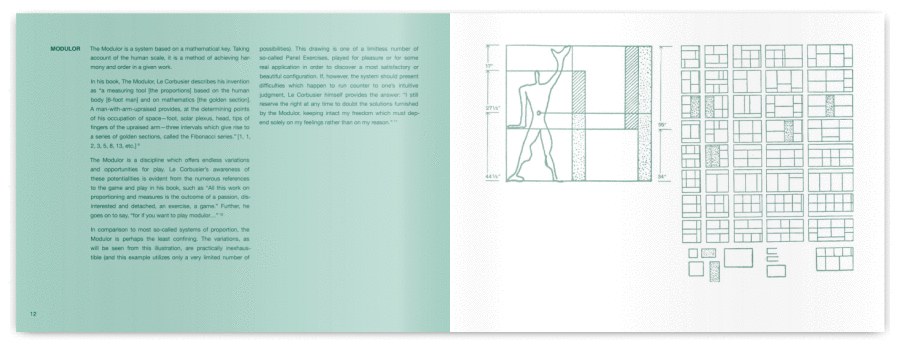 MODULOR
The Modulor is a system based on a mathematical key. Taking
account of the human scale, it is a method of achieving har-
mony and order in a given work.
In his book, The Modulor, Le Corbusier describes his invention
as "a measuring tool [the proportions] based on the human
body [6-foot man] and on mathematics [the golden section].
A man-with-arm-upraised provides, at the determining points
of his occupation of space—foot, solar plexus, head, tips of
fingers of the upraised arm—three intervals which give rise to
a series of golden sections, called the Fibonacci series." [1, 1,
2, 3, 5, 8, 13, etc.]
The Modulor is a discipline which offers endless variations
and opportunities for play. Le Corbusier's awareness of
these potentialities is evident from the numerous references
to the game and play in his book, such as "All this work on
proportioning and measures is the outcome of a passion, dis-
interested and detached, an exercise, a game." Further, he
goes on to say, "for if you want to play modulor..."
In comparison to most so-called systems of proportion, the
Modulor is perhaps the least confining. The variations, as
will be seen from this illustration, are practically inexhaus-
tible (and this example utilizes only a very limited number of
possibilities). This drawing is one of a limitless number of
so-called Panel Exercises, played for pleasure or for some
real application in order to discover a most satisfactory or
beautiful configuration. If, however, the system should present
difficulties which happen to run counter to one's intuitive
judgment, Le Corbusier himself provides the answer: "I still
reserve the right at any time to doubt the solutions furnished
by the Modulor, keeping intact my freedom which must dep-
end solely on my feelings rather than on my reason."
12
17"
27¼"
44¼"